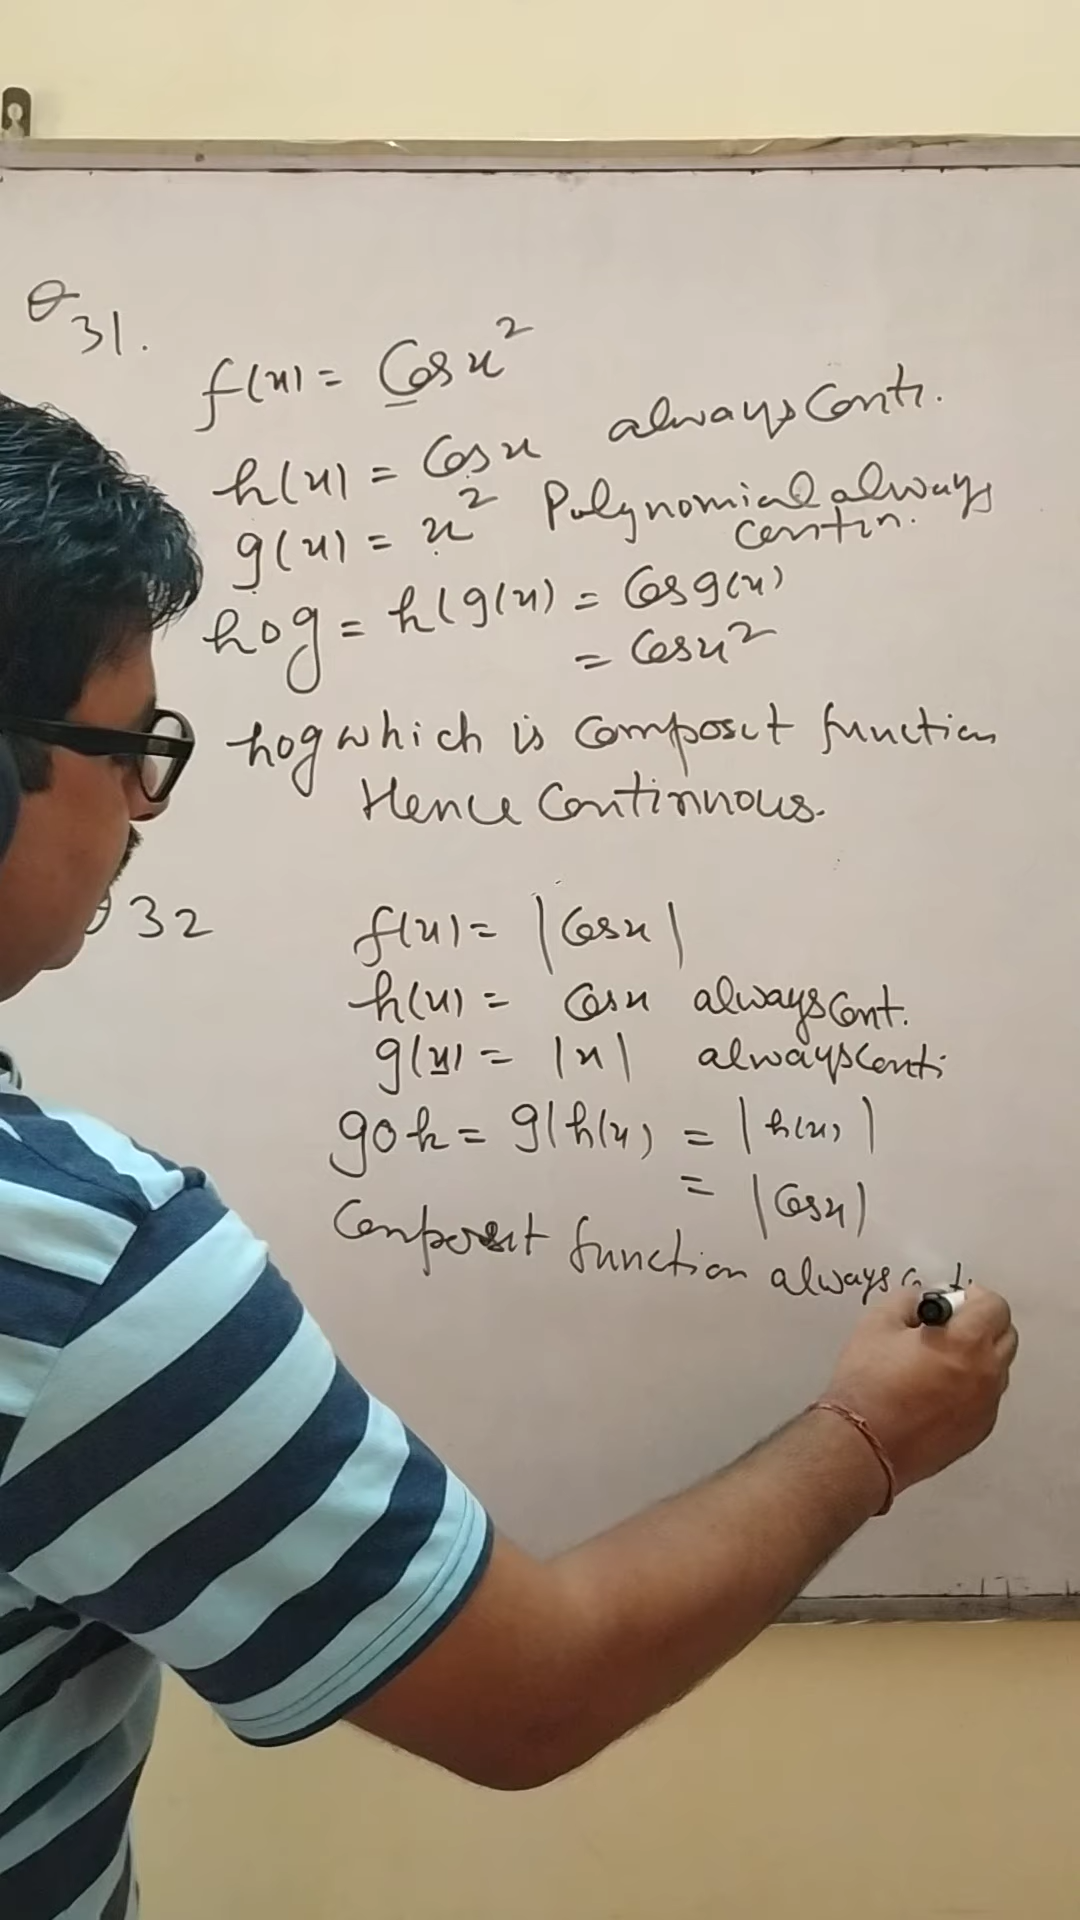 Q 31.
f(x) = Cos x²
h(x) = Cos x always Conti.
g(x) = x² Polynomial always
contin.
hog = h(g(x) = Cos g(x)
= Cos x²
hog which is Composit function
Hence Continuous.
Q 32
f(x) = |Cos x|
h(x) = Cos x always Cont.
g(x) = |x| always Conti
goh = g(h(x) = |h(x)|
= |Cos x|
Composit function always